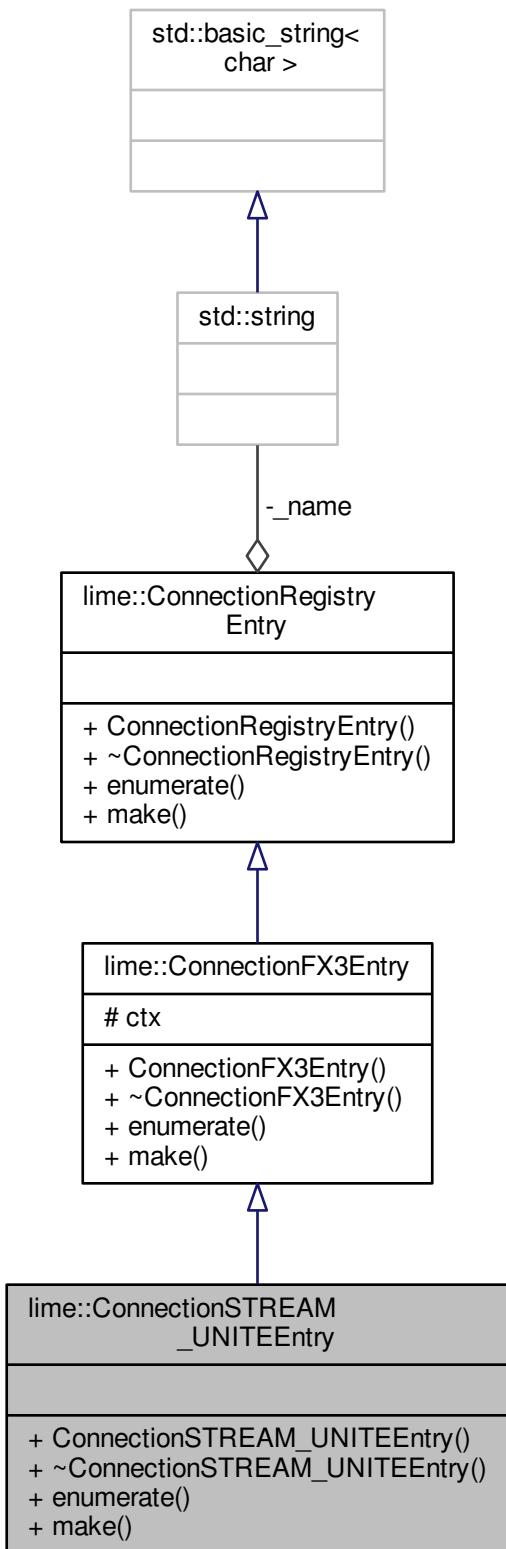 std::basic_string<
char >
std::string
-_name
lime::ConnectionRegistry
Entry
+ ConnectionRegistryEntry()
+ ~ConnectionRegistryEntry()
+ enumerate()
+ make()
lime::ConnectionFX3Entry
# ctx
+ ConnectionFX3Entry()
+ ~ConnectionFX3Entry()
+ enumerate()
+ make()
lime::ConnectionSTREAM
_UNITEEntry
+ ConnectionSTREAM_UNITEEntry()
+ ~ConnectionSTREAM_UNITEEntry()
+ enumerate()
+ make()